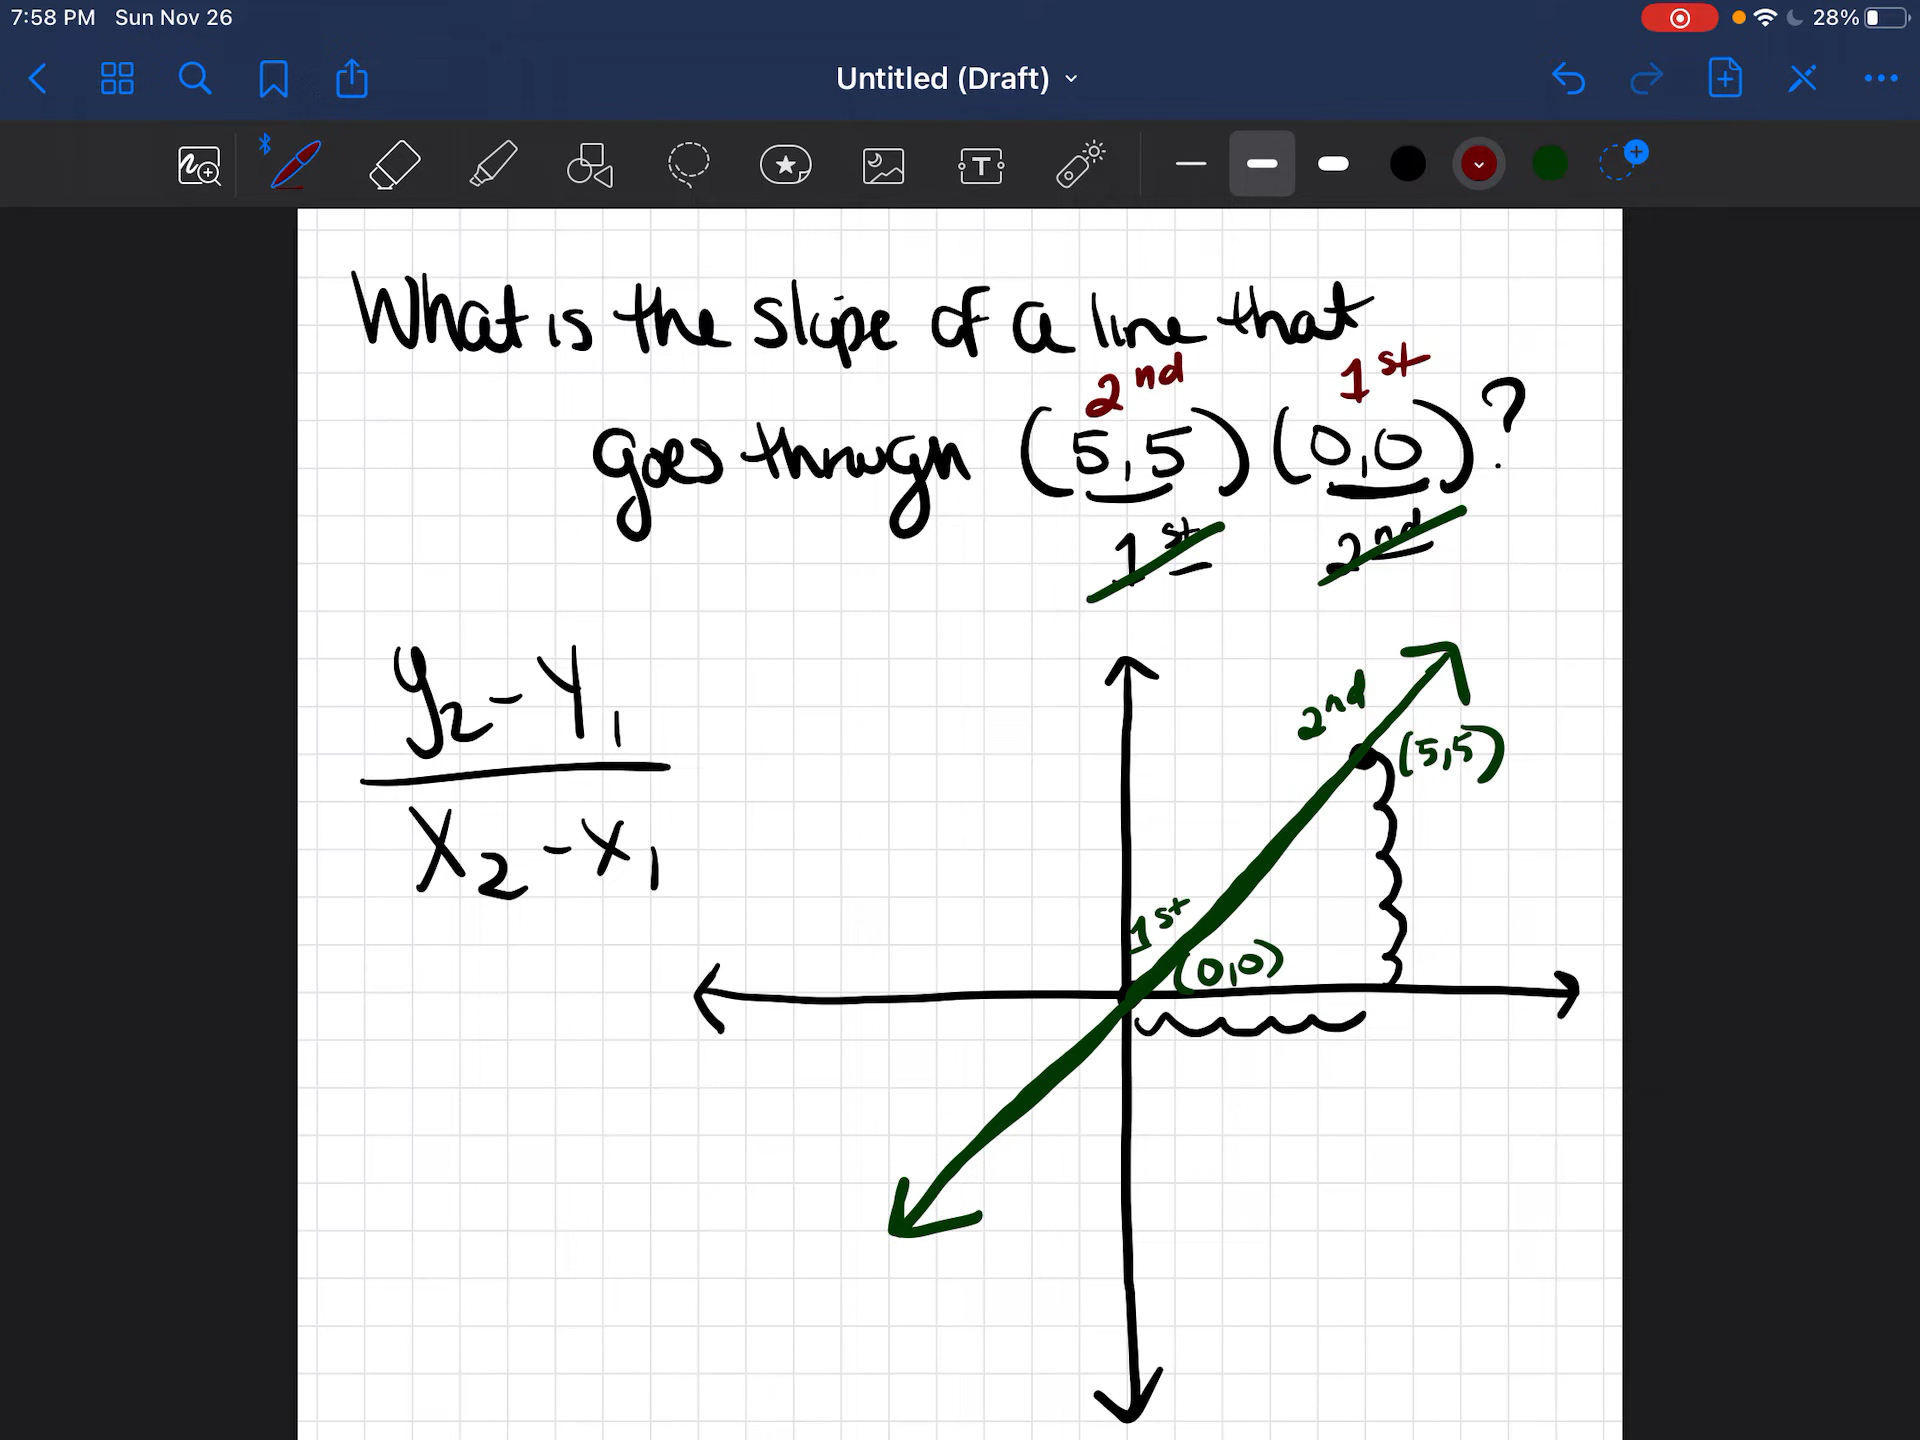 7:58 PM Sun Nov 26
28%
Untitled (Draft)
T
What is the slope of a line that
2nd 1st
goes through (5,5) (0,0)?
1st 2nd
y2 - y1
x2 - x1
2nd
(5,5)
1st
(0,0)